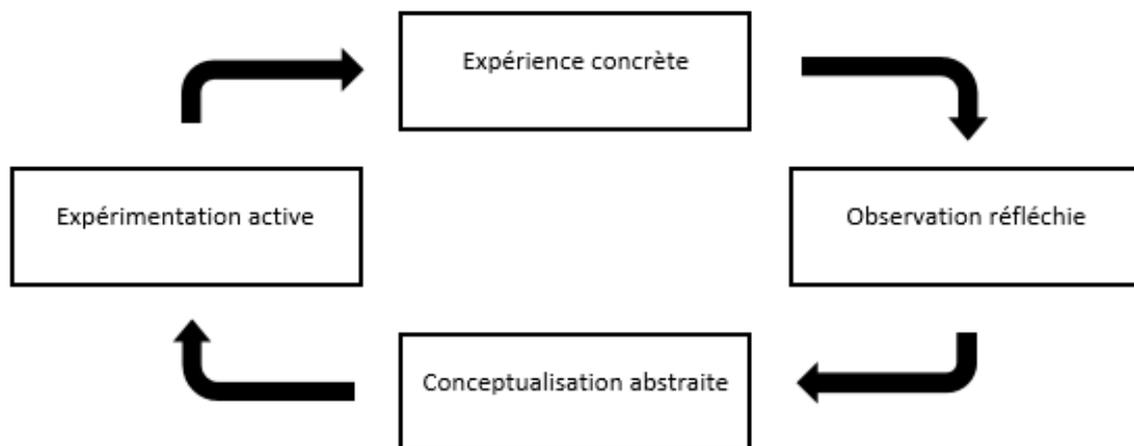 Expérience concrète
Expérimentation active
Observation réfléchie
Conceptualisation abstraite